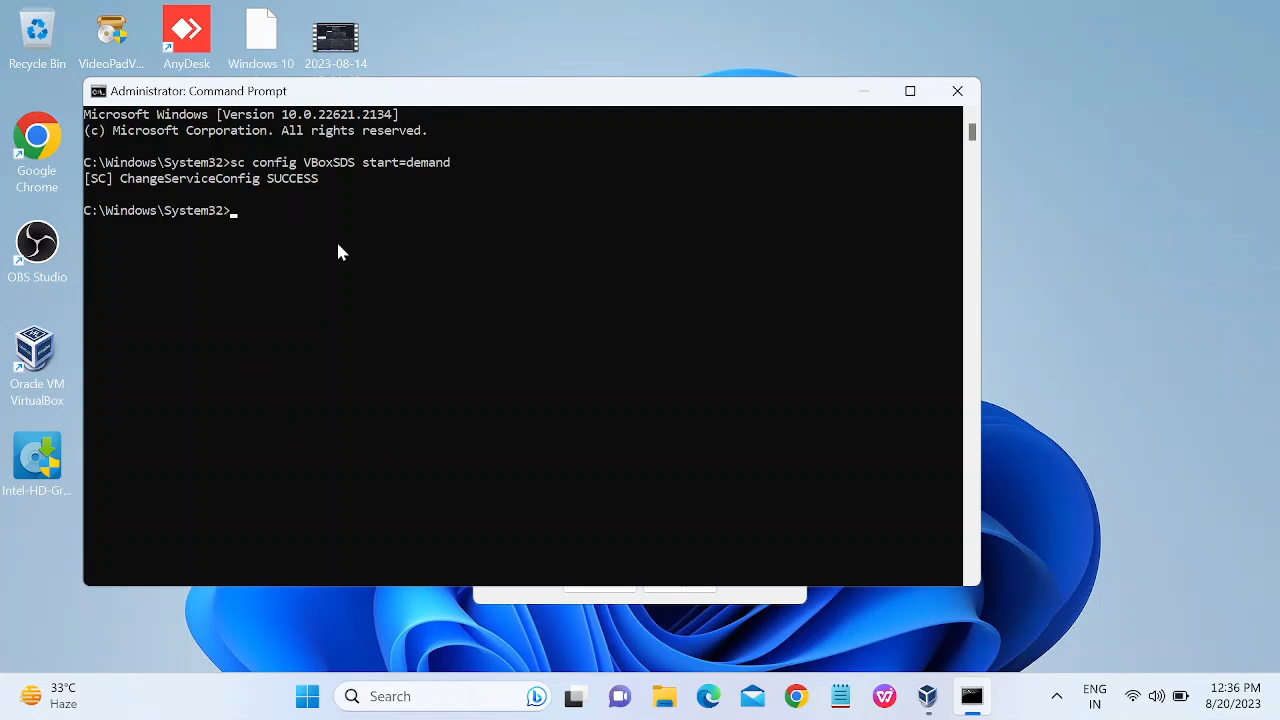 Recycle Bin
VideoPadV...
AnyDesk
Windows 10
2023-08-14
Administrator: Command Prompt
Microsoft Windows [Version 10.0.22621.2134]
(c) Microsoft Corporation. All rights reserved.
C:\Windows\System32>sc config VBoxSDS start=demand
[SC] ChangeServiceConfig SUCCESS
C:\Windows\System32>
Google
Chrome
OBS Studio
Oracle VM
VirtualBox
Intel-HD-Gr...
33°C
Haze
Search
ENG
IN
12:36 PM
8/20/2023